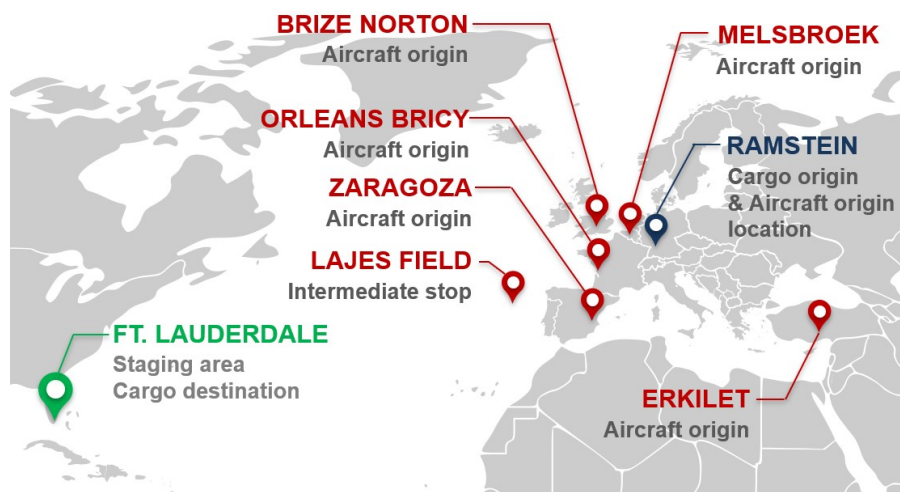 BRIZE NORTON
Aircraft origin
MELSBROEK
Aircraft origin
ORLEANS BRICY
Aircraft origin
RAMSTEIN
Cargo origin
& Aircraft origin
location
ZARAGOZA
Aircraft origin
LAJES FIELD
Intermediate stop
FT. LAUDERDALE
Staging area
Cargo destination
ERKILET
Aircraft origin